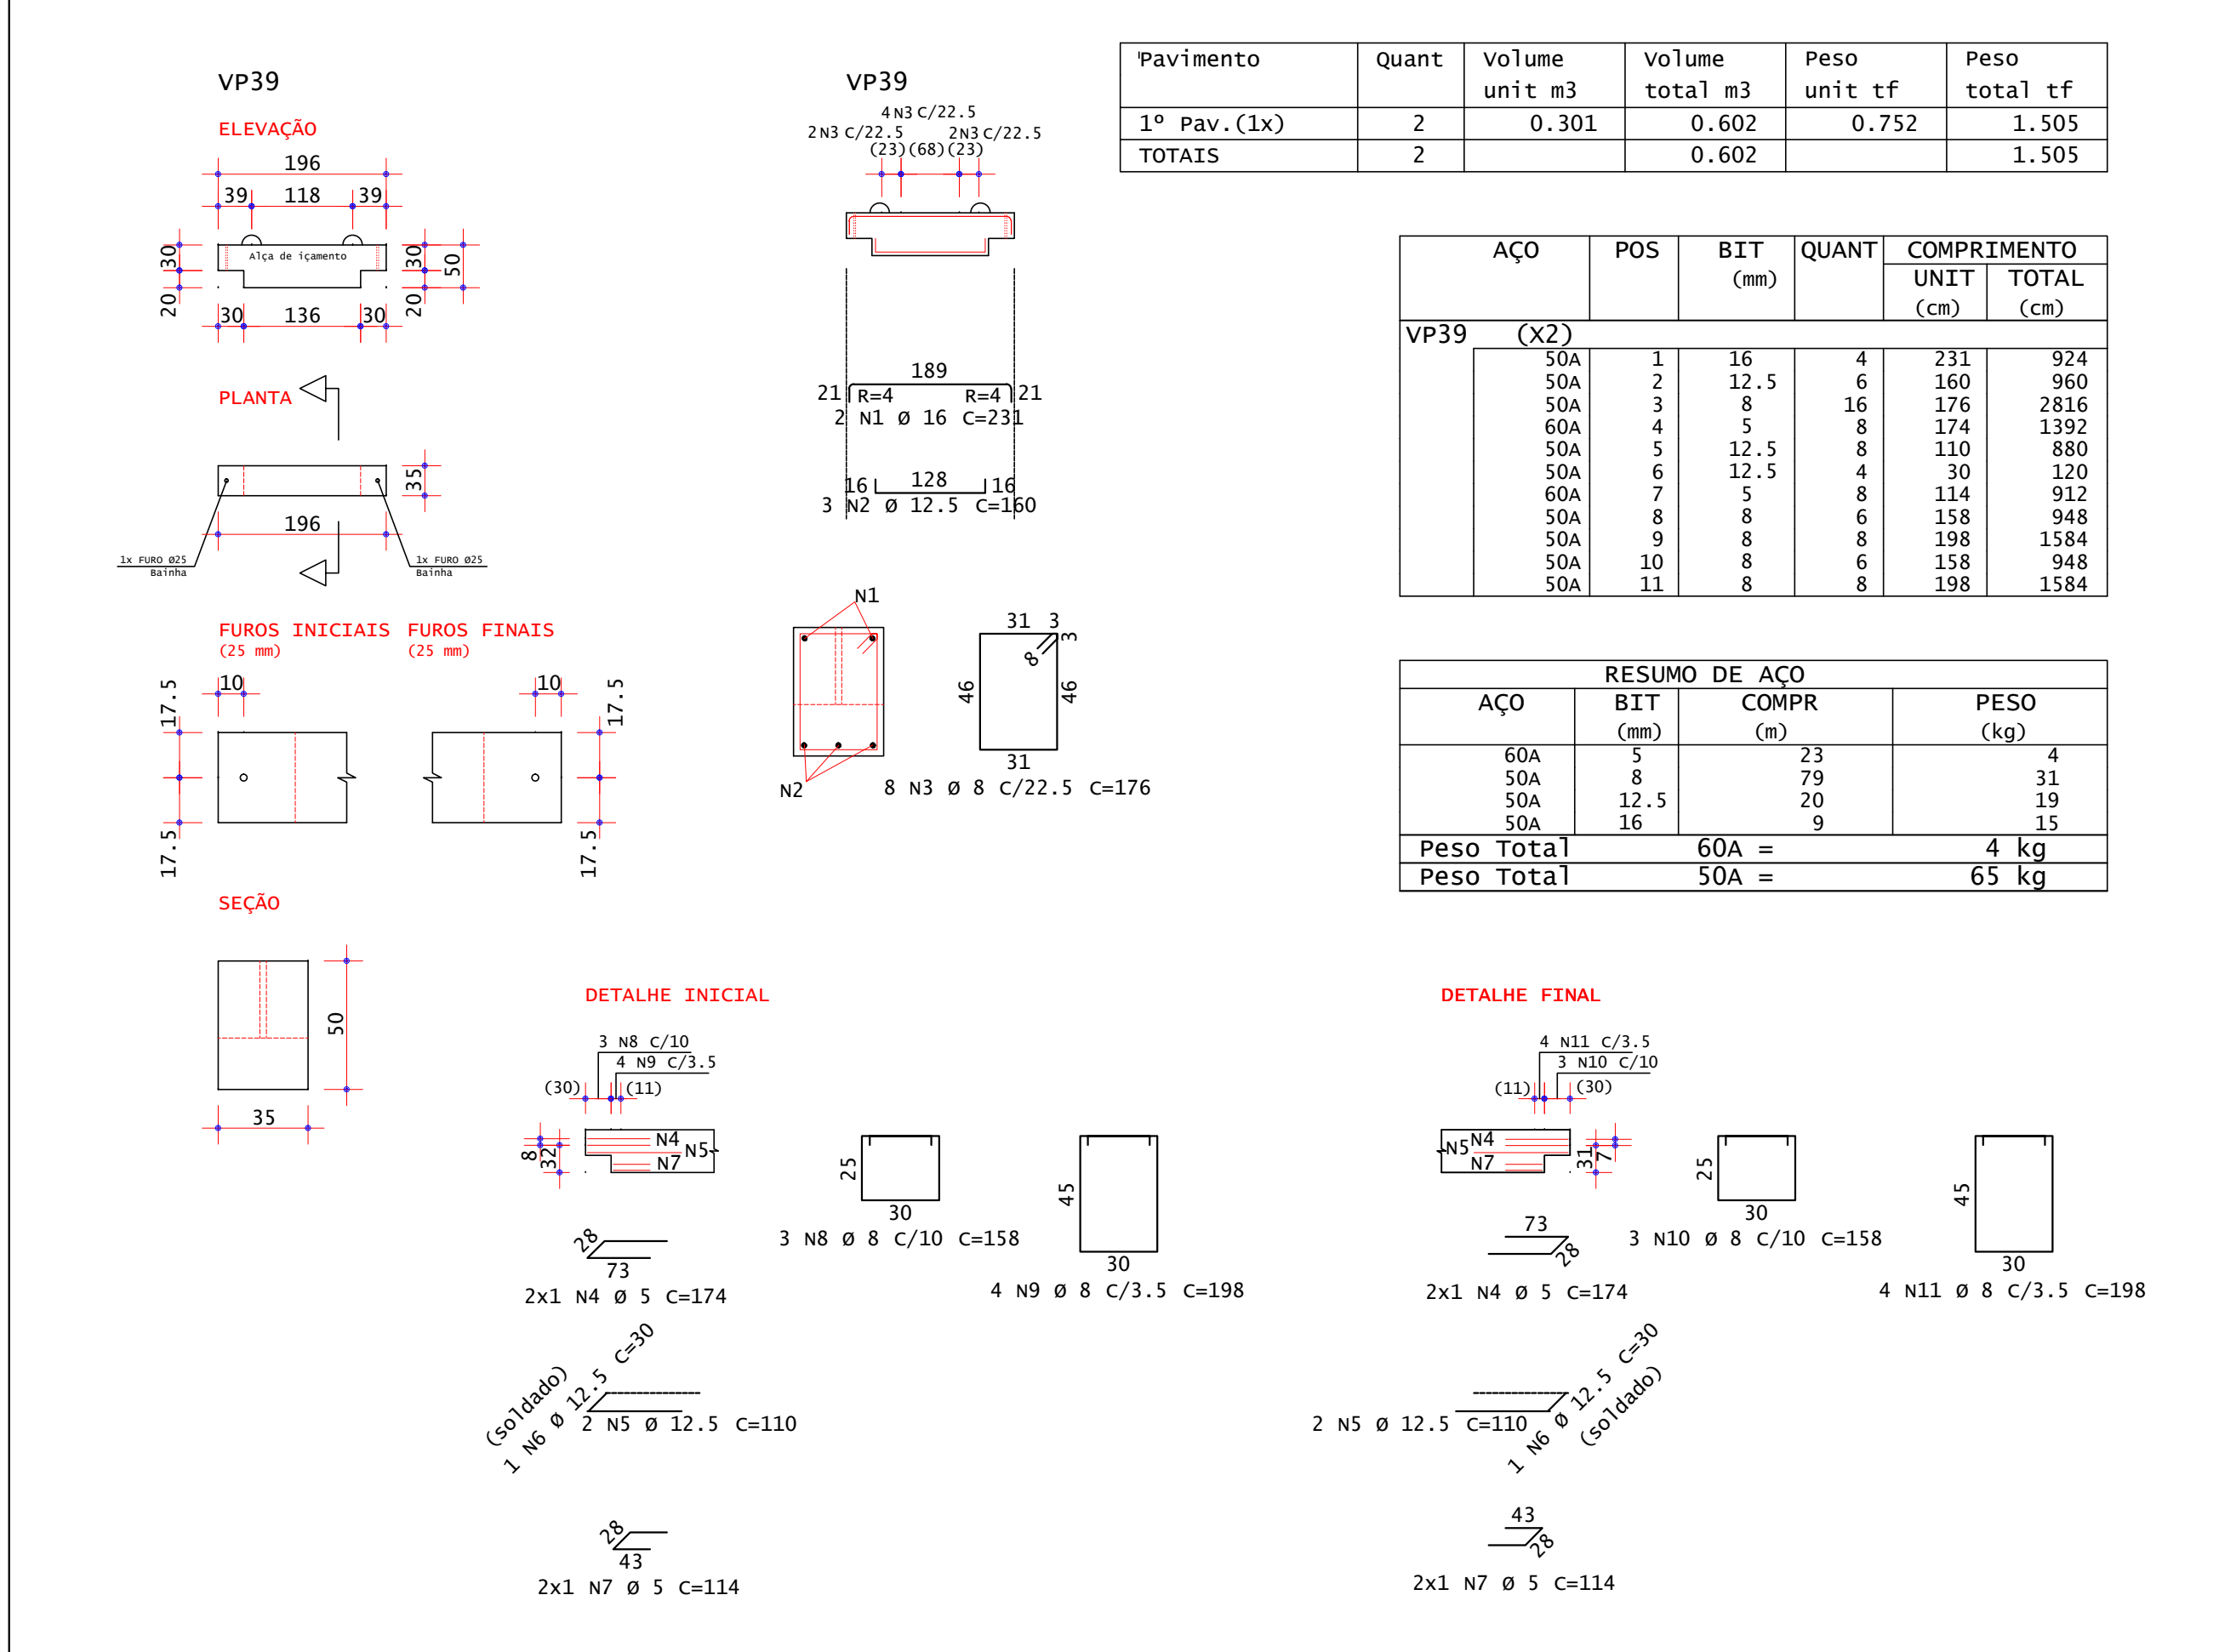 VP39
ELEVAÇÃO
196
39 118 39
30 30 50
Alça de içamento
20 20
30 136 30
PLANTA
35
196
1x FURO Ø25
Bainha
1x FURO Ø25
Bainha
FUROS INICIAIS FUROS FINAIS
(25 mm) (25 mm)
10 10
17.5 17.5
17.5 17.5
SEÇÃO
50
35
VP39
4 N3 C/22.5
2 N3 C/22.5 2 N3 C/22.5
(23) (68) (23)
189
21 R=4 R=4 21
2 N1 Ø 16 C=231
16 128 16
3 N2 Ø 12.5 C=160
N1
31 3
3
8
46 46
31
N2
8 N3 Ø 8 C/22.5 C=176
Pavimento Quant Volume Volume Peso Peso
unit m3 total m3 unit tf total tf
1º Pav.(1x) 2 0.301 0.602 0.752 1.505
TOTAIS 2 0.602 1.505
AÇO POS BIT QUANT COMPRIMENTO
(mm) UNIT TOTAL
(cm) (cm)
VP39 (X2)
50A 1 16 4 231 924
50A 2 12.5 6 160 960
50A 3 8 16 176 2816
60A 4 5 8 174 1392
50A 5 12.5 8 110 880
50A 6 12.5 4 30 120
60A 7 5 8 114 912
50A 8 8 6 158 948
50A 9 8 8 198 1584
50A 10 8 6 158 948
50A 11 8 8 198 1584
RESUMO DE AÇO
AÇO BIT COMPR PESO
(mm) (m) (kg)
60A 5 23 4
50A 8 79 31
50A 12.5 20 19
50A 16 9 15
Peso Total 60A = 4 kg
Peso Total 50A = 65 kg
DETALHE INICIAL
3 N8 C/10
4 N9 C/3.5
(30) (11)
N4
N5
N7
8 32
25
30
3 N8 Ø 8 C/10 C=158
45
30
4 N9 Ø 8 C/3.5 C=198
28
73
2x1 N4 Ø 5 C=174
(soldado)
1 N6 Ø 12.5 C=30
2 N5 Ø 12.5 C=110
28
43
2x1 N7 Ø 5 C=114
DETALHE FINAL
4 N11 C/3.5
3 N10 C/10
(11) (30)
N4
N5
N7
31 7
25
30
3 N10 Ø 8 C/10 C=158
45
30
4 N11 Ø 8 C/3.5 C=198
73
28
2x1 N4 Ø 5 C=174
1 N6 Ø 12.5 C=30
(soldado)
2 N5 Ø 12.5 C=110
43
28
2x1 N7 Ø 5 C=114